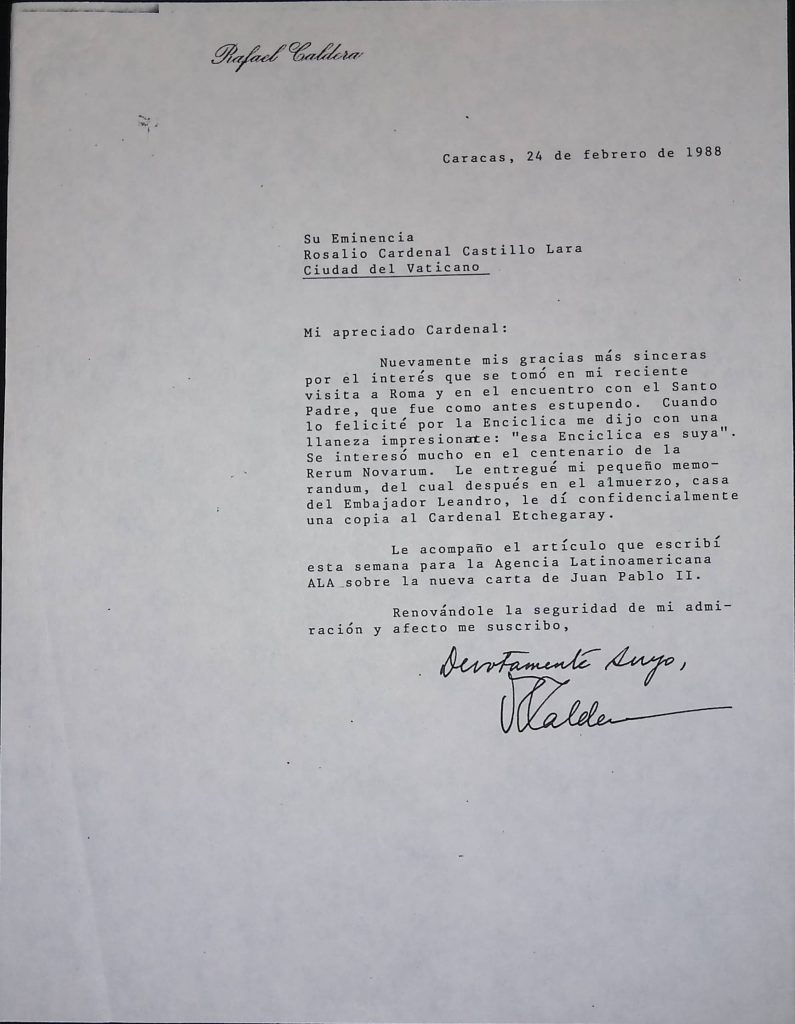 Rafael Caldera
Caracas, 24 de febrero de 1988
Su Eminencia
Rosalio Cardenal Castillo Lara
Ciudad del Vaticano
Mi apreciado Cardenal:
Nuevamente mis gracias más sinceras
por el interés que se tomó en mi reciente
visita a Roma y en el encuentro con el Santo
Padre, que fue como antes estupendo. Cuando
lo felicité por la Enciclica me dijo con una
llaneza impresionate: "esa Enciclica es suya".
Se interesó mucho en el centenario de la
Rerum Novarum. Le entregué mi pequeño memo-
randum, del cual después en el almuerzo, casa
del Embajador Leandro, le dí confidencialmente
una copia al Cardenal Etchegaray.
Le acompaño el artículo que escribí
esta semana para la Agencia Latinoamericana
ALA sobre la nueva carta de Juan Pablo II.
Renovándole la seguridad de mi admi-
ración y afecto me suscribo,
Devotamente suyo,
R Caldera